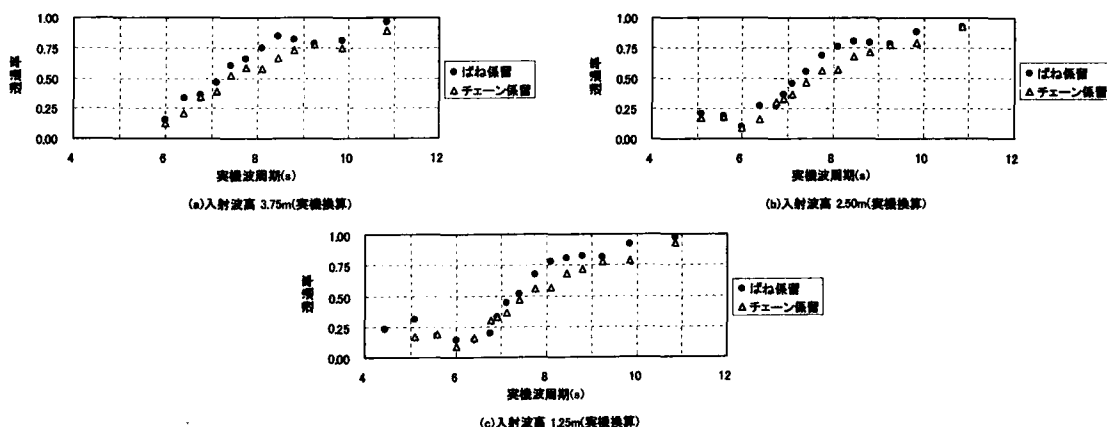 1.00
0.75
0.50
0.25
0.00
透過率
4 6 8 10 12
実機波周期(s)
ばね係留
チェーン係留
(a)入射波高 3.75m(実機換算)
1.00
0.75
0.50
0.25
0.00
透過率
4 6 8 10 12
実機波周期(s)
ばね係留
チェーン係留
(b)入射波高 2.50m(実機換算)
1.00
0.75
0.50
0.25
0.00
透過率
4 6 8 10 12
実機波周期(s)
ばね係留
チェーン係留
(c)入射波高 1.25m(実機換算)